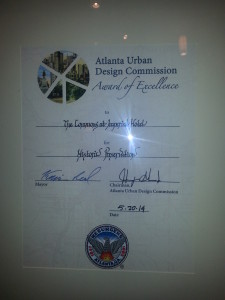 Atlanta Urban
Design Commission
Award of Excellence
to
The Commons at Imperial Hotel
for
Historic Preservation
Mayor
Chairman
Atlanta Urban Design Commission
5-20-14
Date